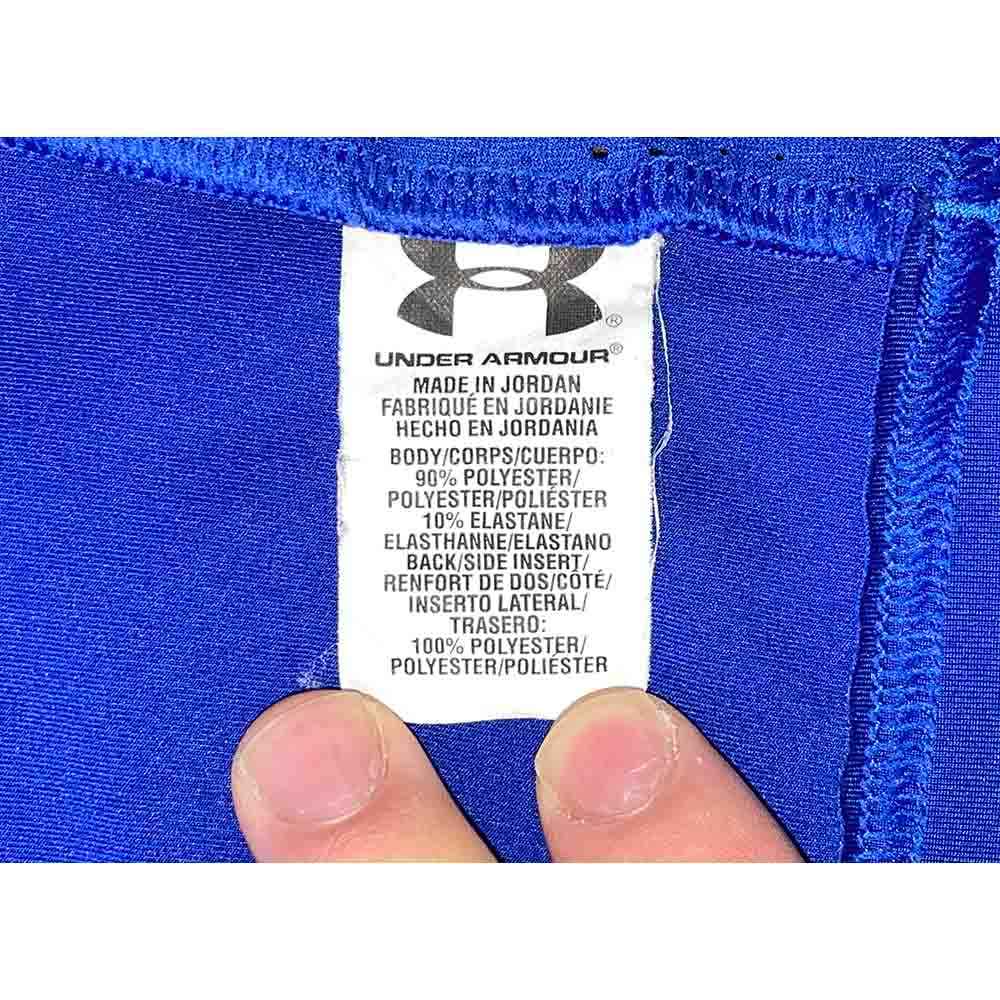 ®
UNDER ARMOUR®
MADE IN JORDAN
FABRIQUÉ EN JORDANIE
HECHO EN JORDANIA
BODY/CORPS/CUERPO:
90% POLYESTER/
POLYESTER/POLIÉSTER
10% ELASTANE/
ELASTHANNE/ELASTANO
BACK/SIDE INSERT/
RENFORT DE DOS/CÔTÉ/
INSERTO LATERAL/
TRASERO:
100% POLYESTER/
POLYESTER/POLIÉSTER